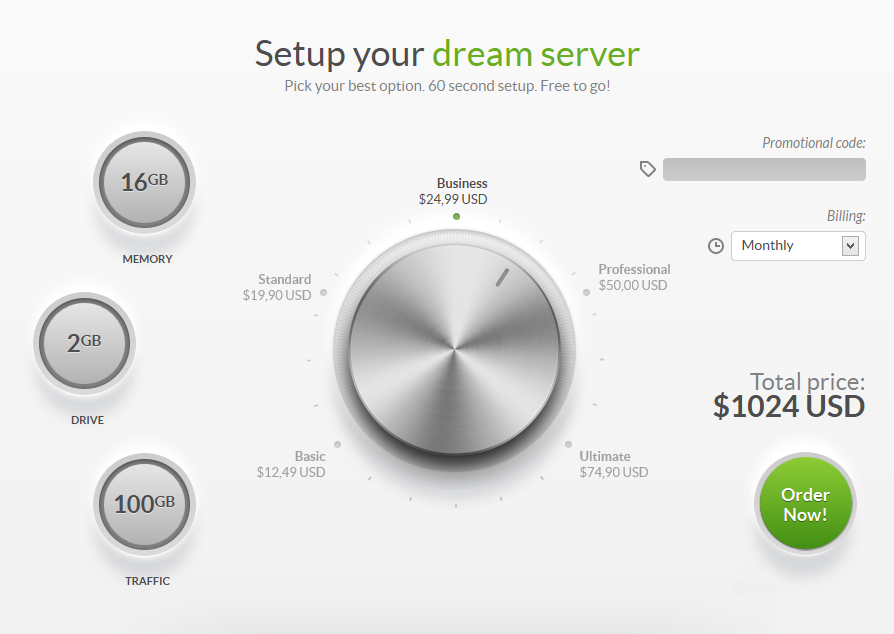 Setup your dream server
Pick your best option. 60 second setup. Free to go!
16GB
MEMORY
2GB
DRIVE
100GB
TRAFFIC
Business
$24,99 USD
Standard
$19,90 USD
Professional
$50,00 USD
Basic
$12,49 USD
Ultimate
$74,90 USD
Promotional code:
Billing:
Monthly
Total price:
$1024 USD
Order
Now!